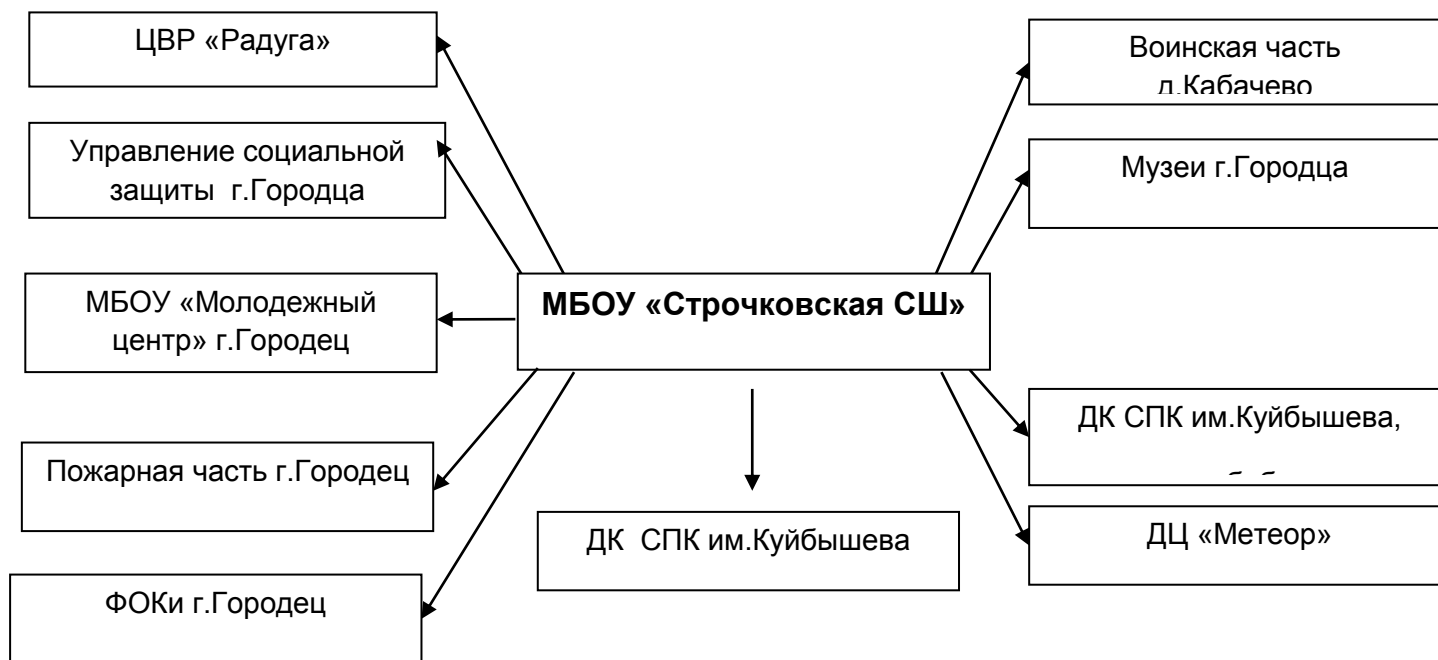 ЦВР «Радуга»
Воинская часть
д.Кабачево
Управление социальной
защиты г.Городца
Музеи г.Городца
МБОУ «Строчковская СШ»
МБОУ «Молодежный
центр» г.Городец
ДК СПК им.Куйбышева,
Пожарная часть г.Городец
ДК СПК им.Куйбышева
ДЦ «Метеор»
ФОКи г.Городец